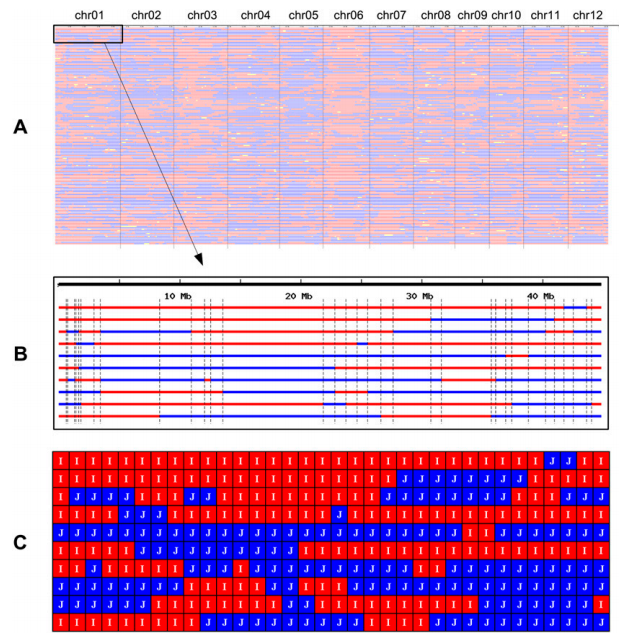 chr01 chr02 chr03 chr04 chr05 chr06 chr07 chr08 chr09 chr10 chr11 chr12
A
10 Mb 20 Mb 30 Mb 40 Mb
B
I I I I I I I I I I I I I I I I I I I I I I I I I I I I I I J J I I
I I I I I I I I I I I I I I I I I I I I I J J J J J J J J I I I I I
I J J J J I I I J J I I I I I I I I I I J J J J J J J J I I I J J J
I I I I J J J I I I I I I I I I I J I I I I I I I I I I I I I I I I
J J J J J J J J J J J J J J J J J J J J J J J J J I I J J J J J J J
I I I I I J J J J J J J J J J I I I I I I I I I I I I I I I I I I I
I I J I I I I I J J J I J J J J J J J J J J I I J J J J J J J J J J
J J J J J J J J I I I I I J J I I I J J J J J J J J J J J J J J J J
J J J J J J I I I I I I I I J J I I I I I I I I I I J J J J J J J I
I I I I I I I I I J J J J J J J J J J I I I I J J J J J J J J J J J
C